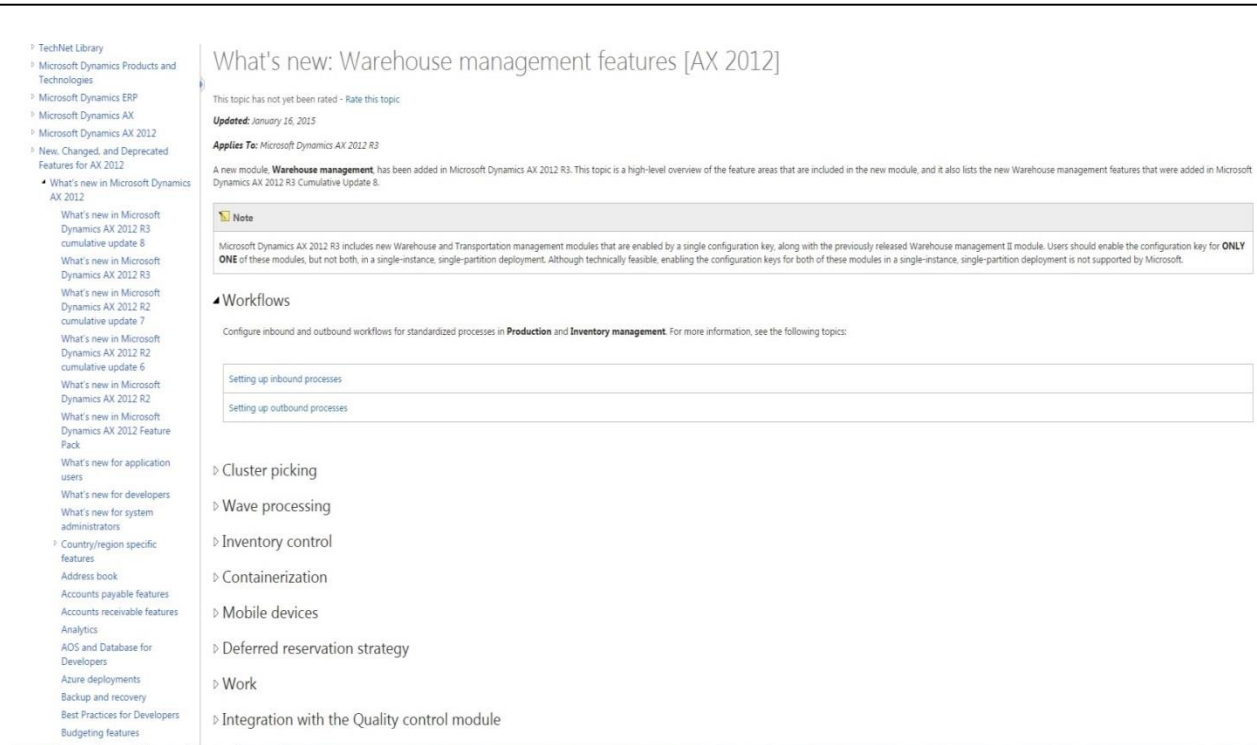 TechNet Library
Microsoft Dynamics Products and
Technologies
Microsoft Dynamics ERP
Microsoft Dynamics AX
Microsoft Dynamics AX 2012
New, Changed, and Deprecated
Features for AX 2012
What's new in Microsoft Dynamics
AX 2012
What's new in Microsoft
Dynamics AX 2012 R3
cumulative update 8
What's new in Microsoft
Dynamics AX 2012 R3
What's new in Microsoft
Dynamics AX 2012 R2
cumulative update 7
What's new in Microsoft
Dynamics AX 2012 R2
cumulative update 6
What's new in Microsoft
Dynamics AX 2012 R2
What's new in Microsoft
Dynamics AX 2012 Feature
Pack
What's new for application
users
What's new for developers
What's new for system
administrators
Country/region specific
features
Address book
Accounts payable features
Accounts receivable features
Analytics
AOS and Database for
Developers
Azure deployments
Backup and recovery
Best Practices for Developers
Budgeting features
What's new: Warehouse management features [AX 2012]
This topic has not yet been rated - Rate this topic
Updated: January 16, 2015
Applies To: Microsoft Dynamics AX 2012 R3
A new module, Warehouse management, has been added in Microsoft Dynamics AX 2012 R3. This topic is a high-level overview of the feature areas that are included in the new module, and it also lists the new Warehouse management features that were added in Microsoft
Dynamics AX 2012 R3 Cumulative Update 8.
Note
Microsoft Dynamics AX 2012 R3 includes new Warehouse and Transportation management modules that are enabled by a single configuration key, along with the previously released Warehouse management II module. Users should enable the configuration key for ONLY
ONE of these modules, but not both, in a single-instance, single-partition deployment. Although technically feasible, enabling the configuration keys for both of these modules in a single-instance, single-partition deployment is not supported by Microsoft.
Workflows
Configure inbound and outbound workflows for standardized processes in Production and Inventory management. For more information, see the following topics:
Setting up inbound processes
Setting up outbound processes
Cluster picking
Wave processing
Inventory control
Containerization
Mobile devices
Deferred reservation strategy
Work
Integration with the Quality control module